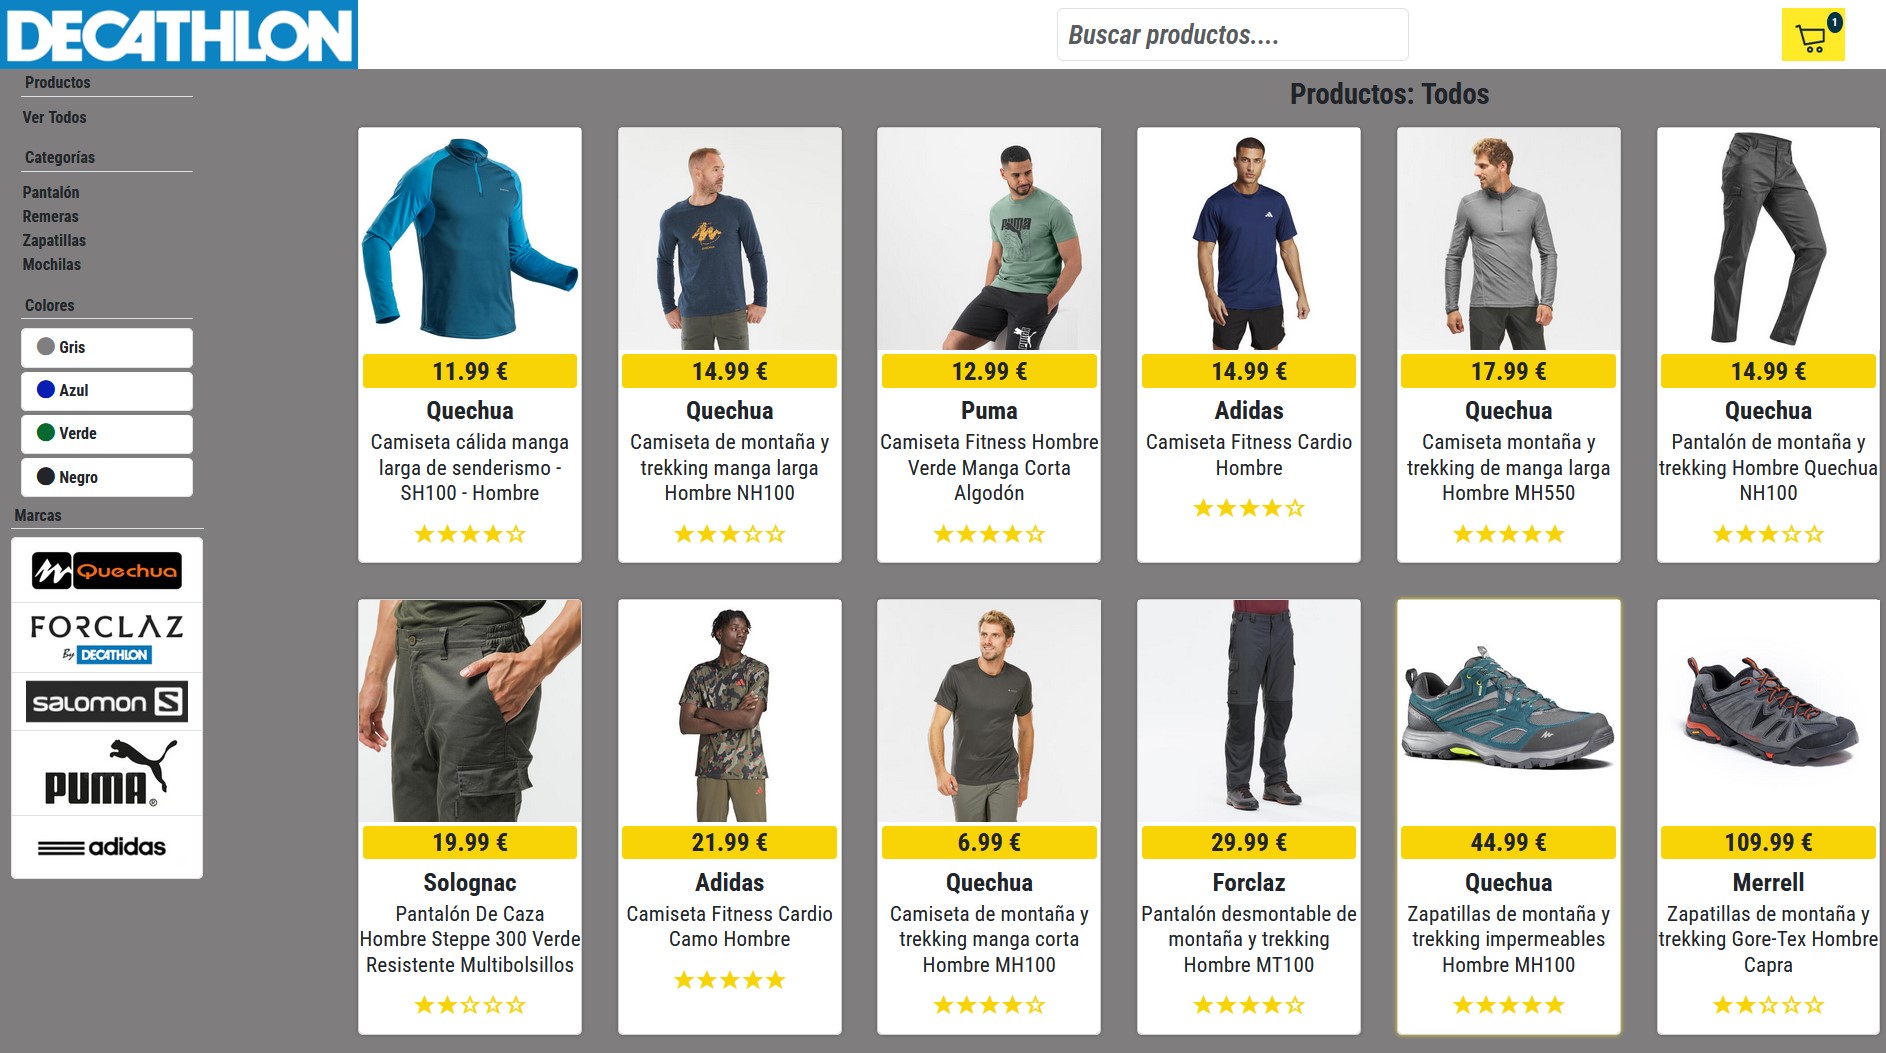 DECATHLON
Buscar productos....
1
Productos
Ver Todos
Categorías
Pantalón
Remeras
Zapatillas
Mochilas
Colores
Gris
Azul
Verde
Negro
Marcas
Quechua
FORCLAZ
By DECATHLON
salomon S
PUMA®
adidas
Productos: Todos
11.99 €
Quechua
Camiseta cálida manga
larga de senderismo -
SH100 - Hombre
14.99 €
Quechua
Camiseta de montaña y
trekking manga larga
Hombre NH100
PUMA
12.99 €
Puma
Camiseta Fitness Hombre
Verde Manga Corta
Algodón
14.99 €
Adidas
Camiseta Fitness Cardio
Hombre
17.99 €
Quechua
Camiseta montaña y
trekking de manga larga
Hombre MH550
14.99 €
Quechua
Pantalón de montaña y
trekking Hombre Quechua
NH100
19.99 €
Solognac
Pantalón De Caza
Hombre Steppe 300 Verde
Resistente Multibolsillos
21.99 €
Adidas
Camiseta Fitness Cardio
Camo Hombre
6.99 €
Quechua
Camiseta de montaña y
trekking manga corta
Hombre MH100
29.99 €
Forclaz
Pantalón desmontable de
montaña y trekking
Hombre MT100
44.99 €
Quechua
Zapatillas de montaña y
trekking impermeables
Hombre MH100
109.99 €
Merrell
Zapatillas de montaña y
trekking Gore-Tex Hombre
Capra